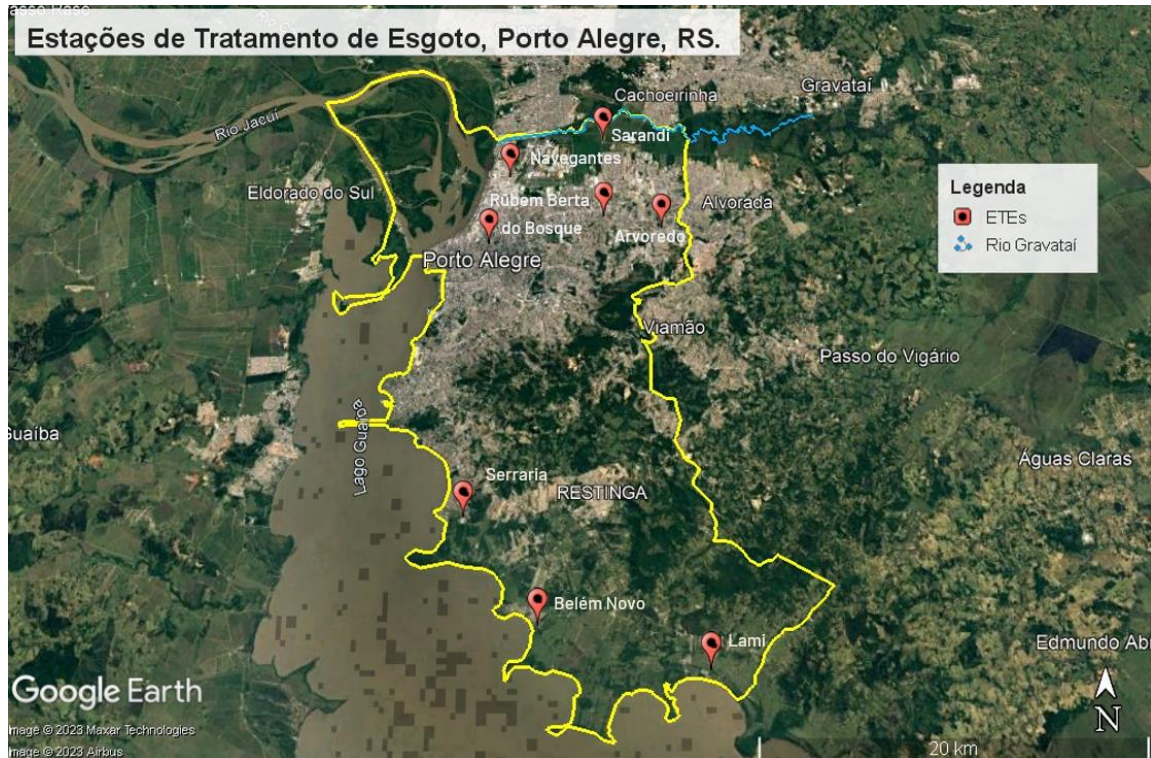 Estações de Tratamento de Esgoto, Porto Alegre, RS.
Rio Jacuí
Cachoeirinha
Gravataí
Sarandi
Navegantes
Eldorado do Sul
Rubem Berta
do Bosque
Arvoredo
Alvorada
Legenda
ETEs
Rio Gravataí
Porto Alegre
Viamão
Passo do Vigário
Lago Guaíba
Guaíba
Águas Claras
Serraria
RESTINGA
Belém Novo
Lami
Edmundo Ab
Google Earth
N
Image © 2023 Maxar Technologies
Image © 2023 Airbus
20 km